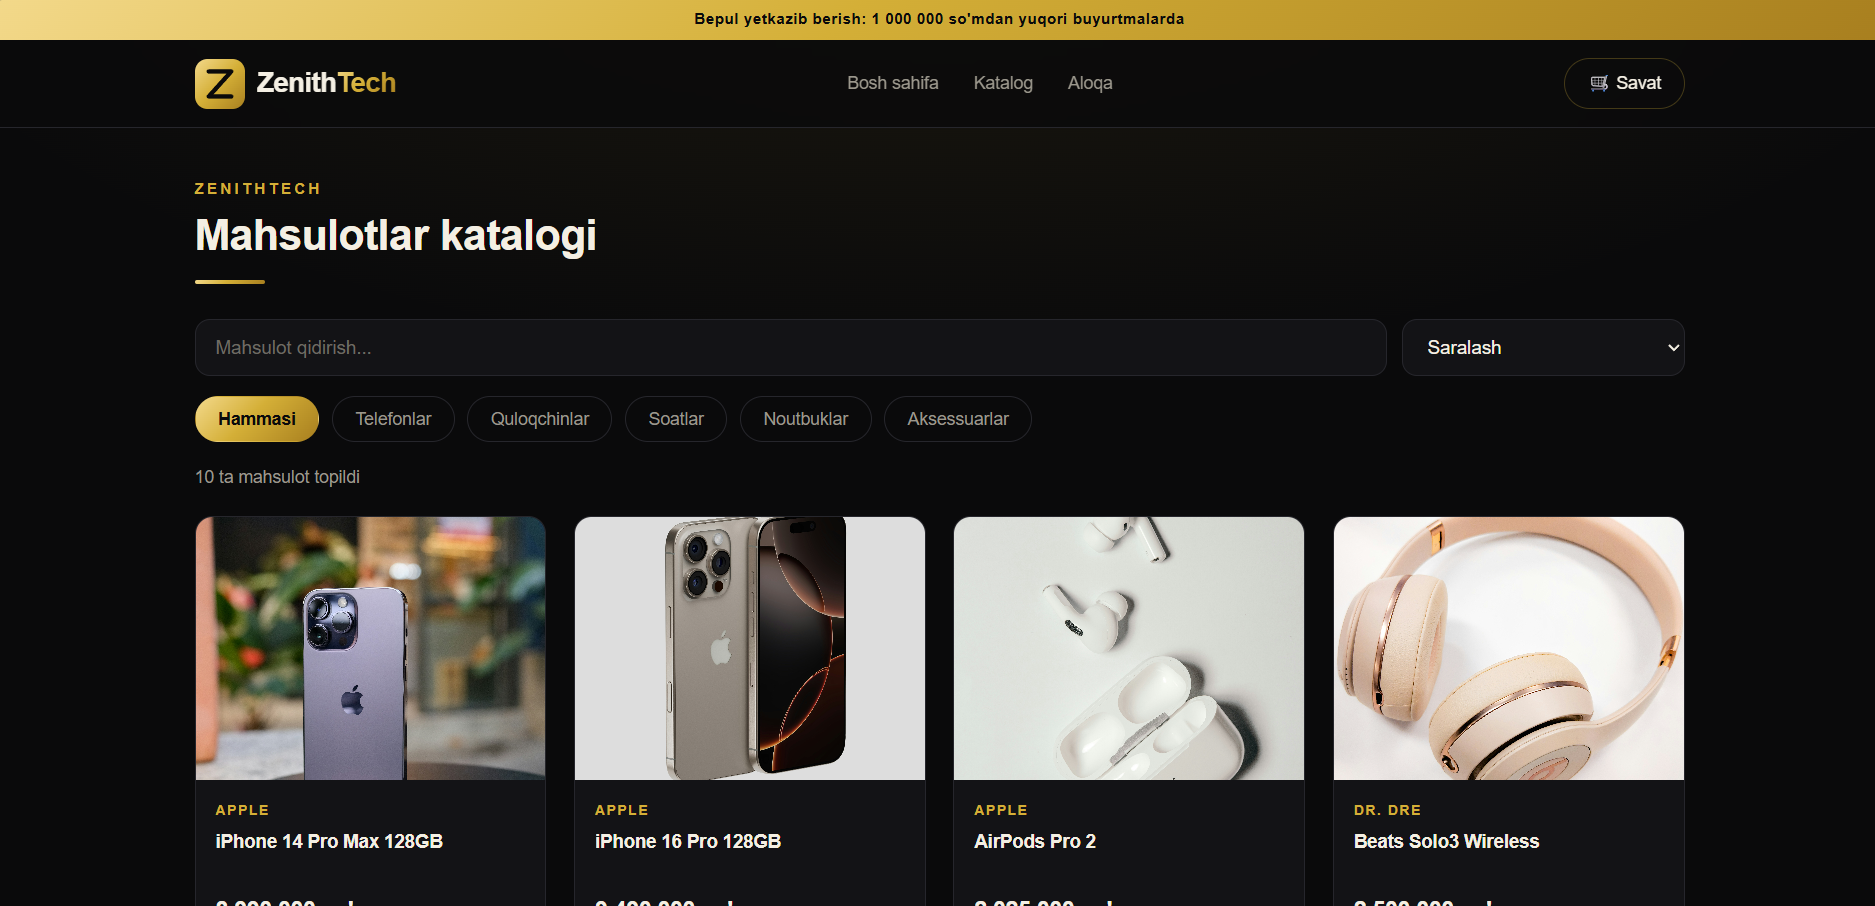 Bepul yetkazib berish: 1 000 000 so'mdan yuqori buyurtmalarda
Z ZenithTech
Bosh sahifa Katalog Aloqa
Savat
ZENITHTECH
Mahsulotlar katalogi
Mahsulot qidirish...
Saralash
Hammasi Telefonlar Quloqchinlar Soatlar Noutbuklar Aksessuarlar
10 ta mahsulot topildi
APPLE
iPhone 14 Pro Max 128GB
APPLE
iPhone 16 Pro 128GB
APPLE
AirPods Pro 2
DR. DRE
Beats Solo3 Wireless